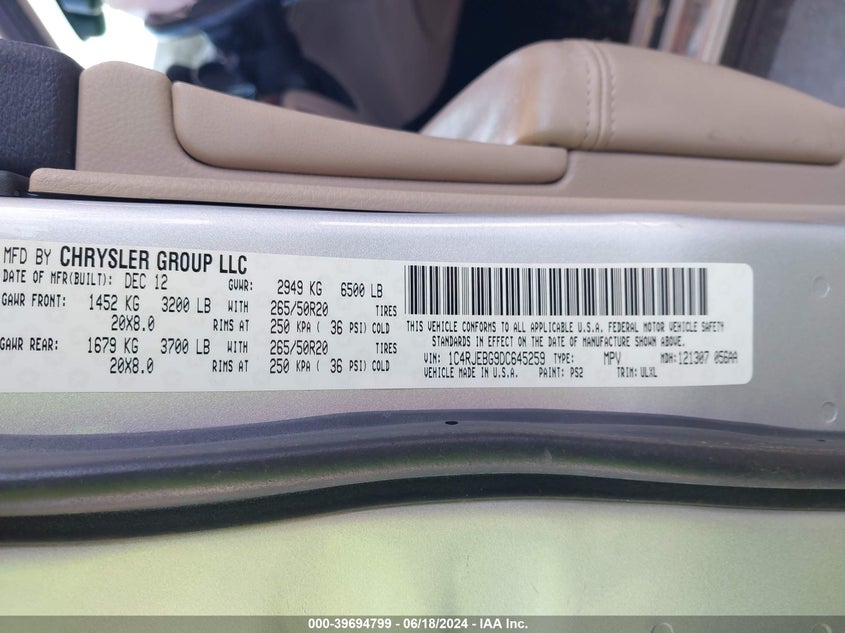 MFD BY CHRYSLER GROUP LLC
DATE OF MFR(BUILT): DEC 12 GVWR: 2949 KG 6500 LB
GAWR FRONT: 1452 KG 3200 LB WITH 265/50R20 TIRES
20X8.0 RIMS AT 250 KPA ( 36 PSI) COLD
GAWR REAR: 1679 KG 3700 LB WITH 265/50R20 TIRES
20X8.0 RIMS AT 250 KPA ( 36 PSI) COLD
THIS VEHICLE CONFORMS TO ALL APPLICABLE U.S.A. FEDERAL MOTOR VEHICLE SAFETY
STANDARDS IN EFFECT ON THE DATE OF MANUFACTURE SHOWN ABOVE.
VIN: 1C4RJEBG9DC645259 TYPE: MPV MDH: 121307 056AA
VEHICLE MADE IN U.S.A. PAINT: PS2 TRIM: ULXL
000-39694799 - 06/18/2024 - IAA Inc.